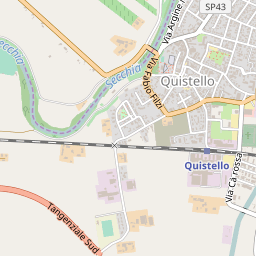 SP43
Via Argine
Secchia
Secchia
Quistello
Via Fabio Filzi
Quistello
Via Cà rossa
Tangenziale Sud